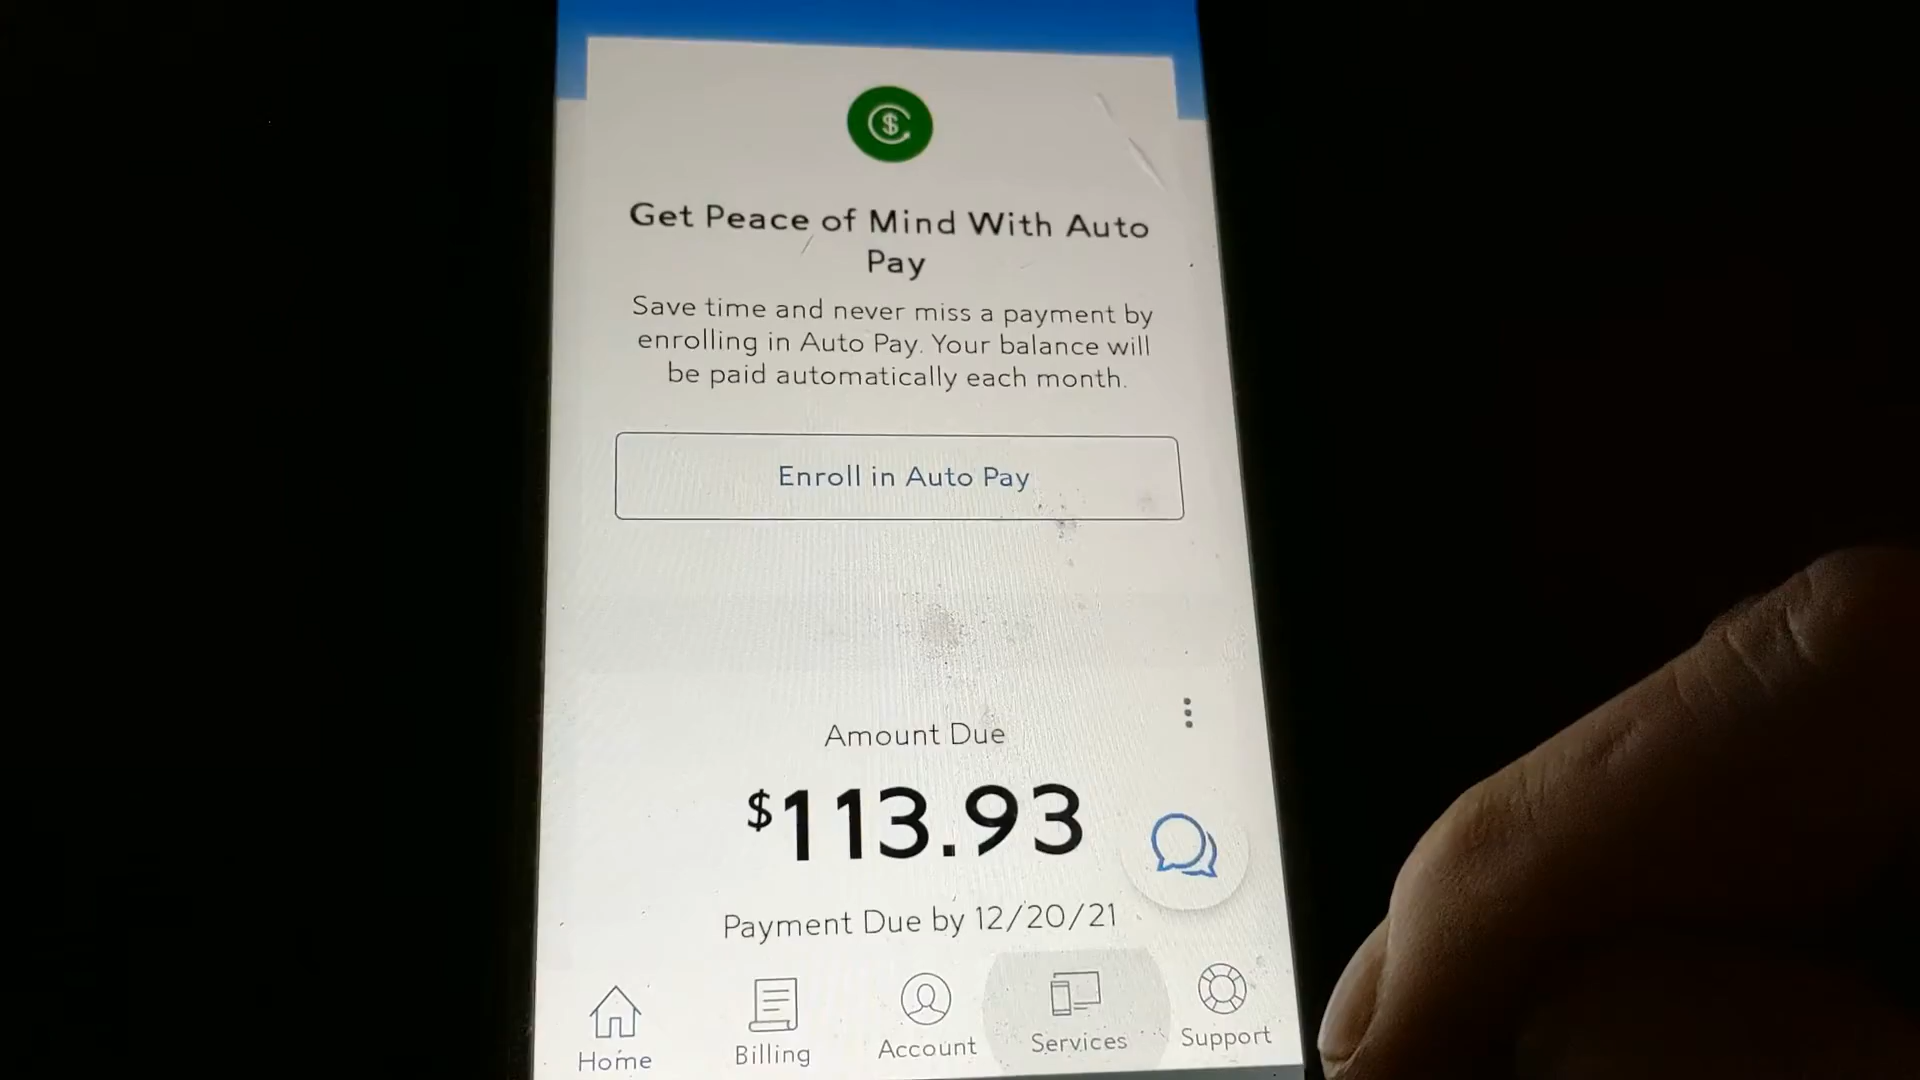 $
Get Peace of Mind With Auto
Pay
Save time and never miss a payment by
enrolling in Auto Pay. Your balance will
be paid automatically each month.
Enroll in Auto Pay
Amount Due
$113.93
Payment Due by 12/20/21
Home Billing Account Services Support